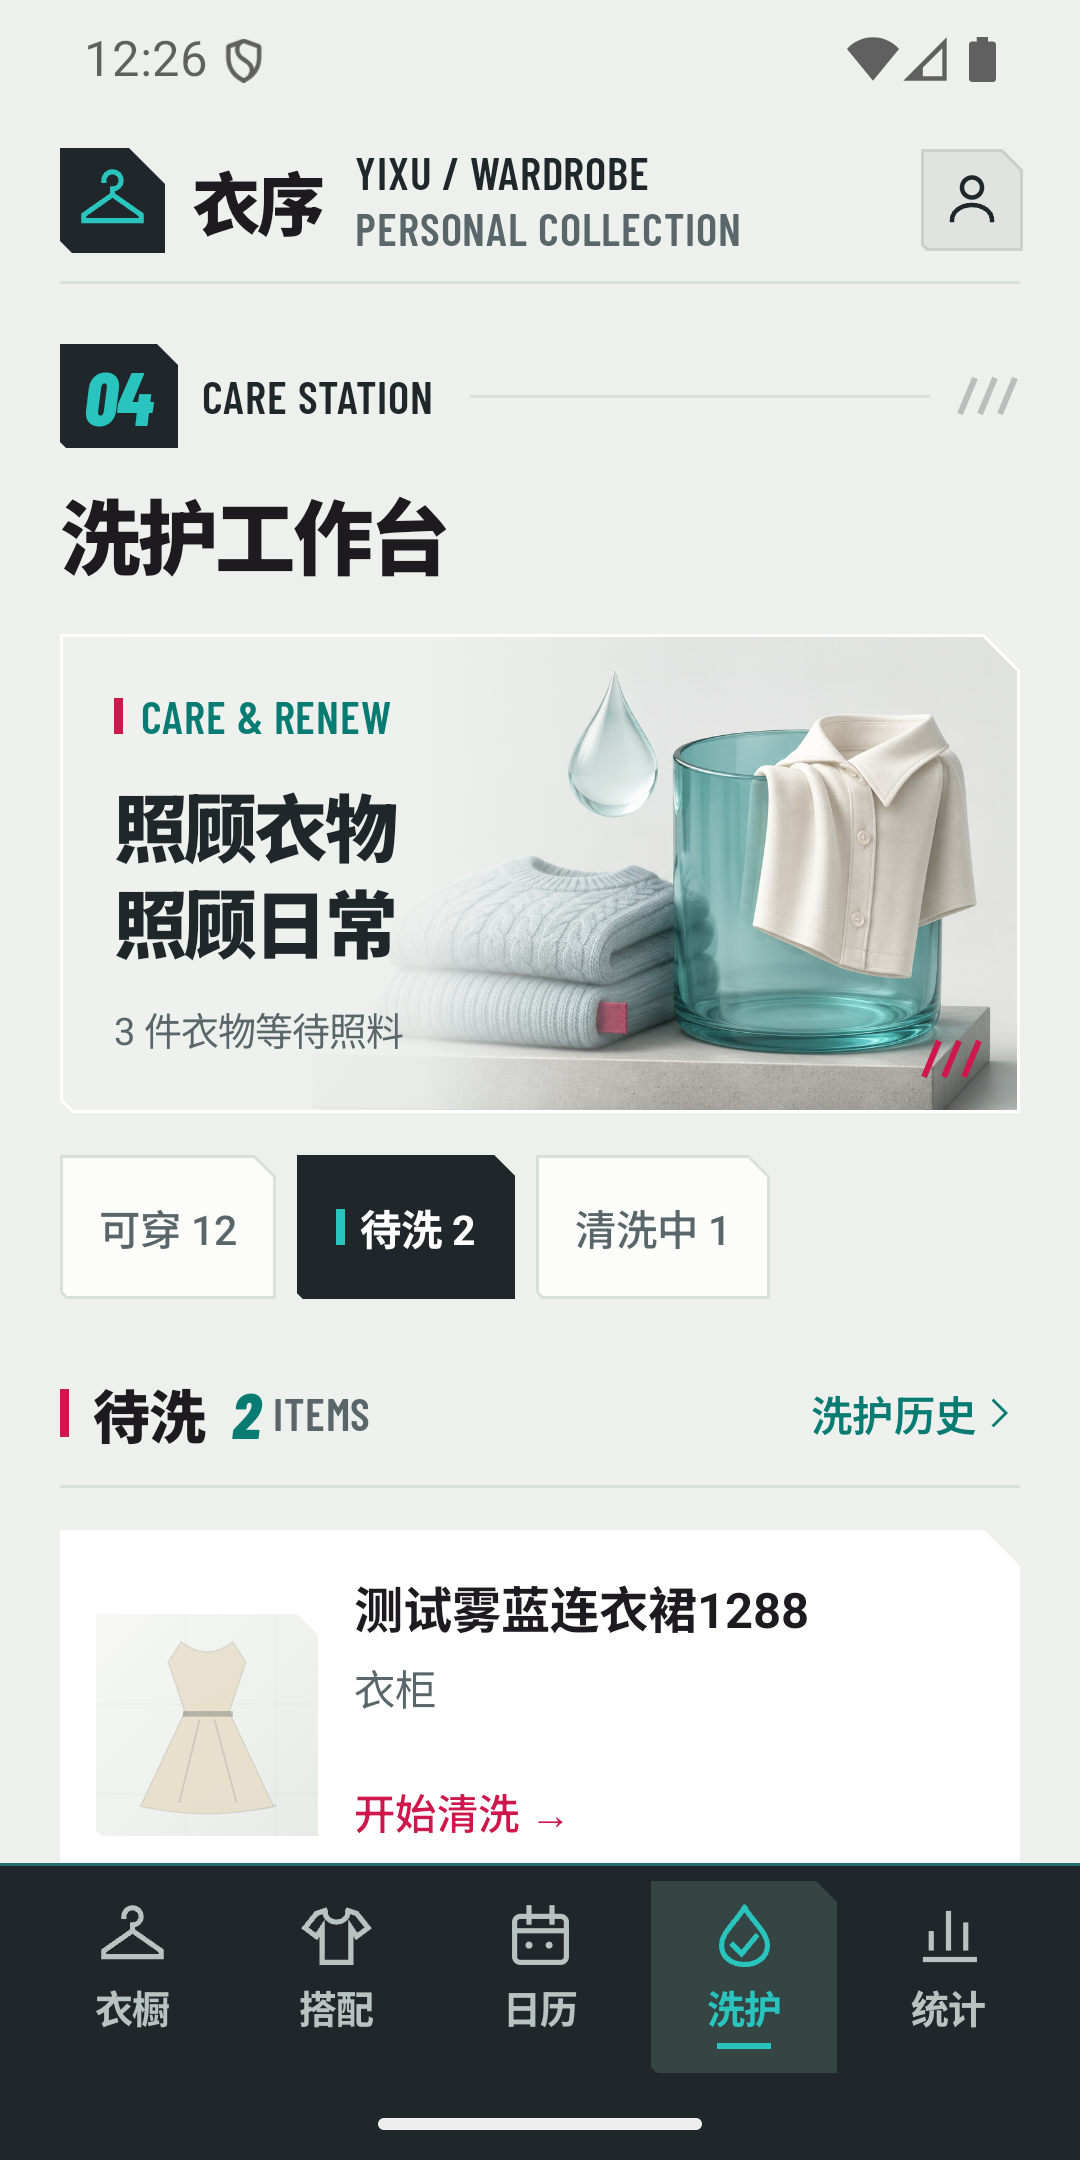 12:26
衣序
YIXU / WARDROBE
PERSONAL COLLECTION
04
CARE STATION
洗护工作台
CARE & RENEW
照顾衣物
照顾日常
3 件衣物等待照料
可穿 12
待洗 2
清洗中 1
待洗 2 ITEMS
洗护历史
测试雾蓝连衣裙1288
衣柜
开始清洗 →
衣橱
搭配
日历
洗护
统计